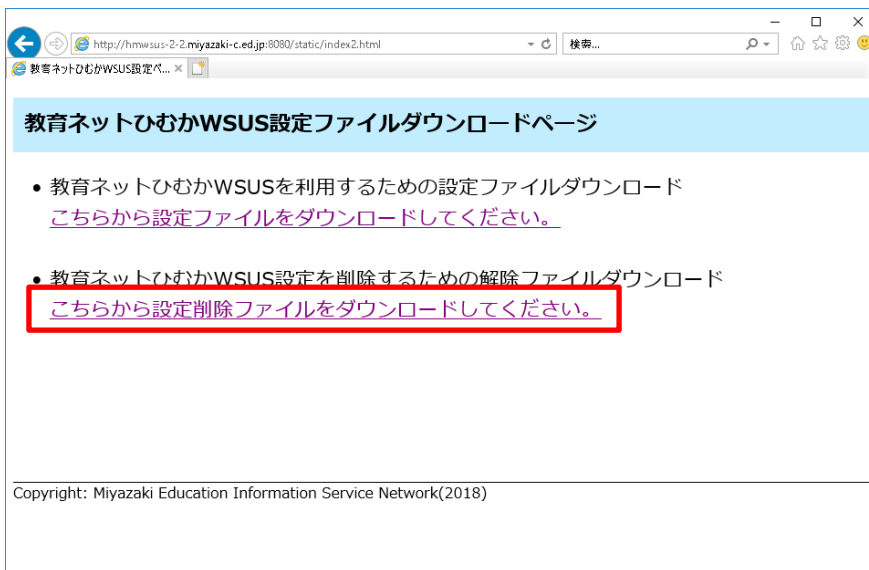 http://hmwsus-2-2.miyazaki-c.ed.jp:8080/static/index2.html
検索...
教育ネットひむかWSUS設定ペ...
教育ネットひむかWSUS設定ファイルダウンロードページ
• 教育ネットひむかWSUSを利用するための設定ファイルダウンロード
こちらから設定ファイルをダウンロードしてください。
• 教育ネットひむかWSUS設定を削除するための解除ファイルダウンロード
こちらから設定削除ファイルをダウンロードしてください。
Copyright: Miyazaki Education Information Service Network(2018)